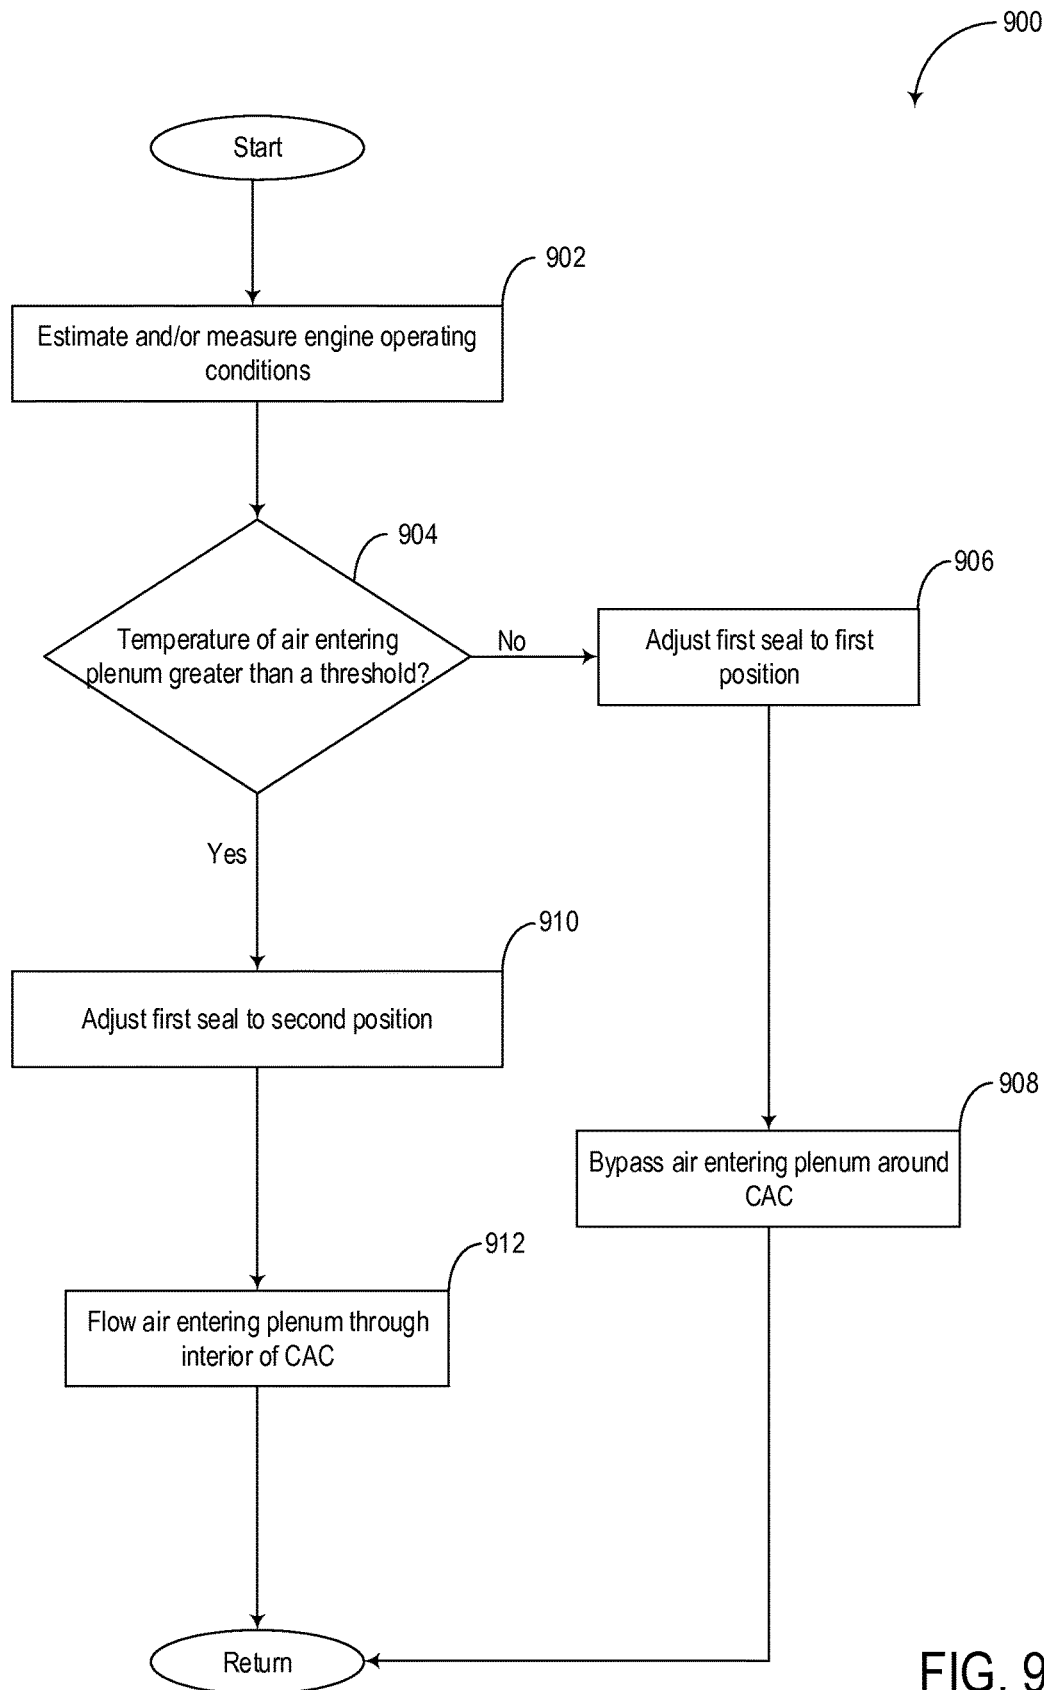 900
Start
902
Estimate and/or measure engine operating
conditions
904
Temperature of air entering
plenum greater than a threshold?
No
906
Adjust first seal to first
position
Yes
910
Adjust first seal to second position
908
Bypass air entering plenum around
CAC
912
Flow air entering plenum through
interior of CAC
Return
FIG. 9